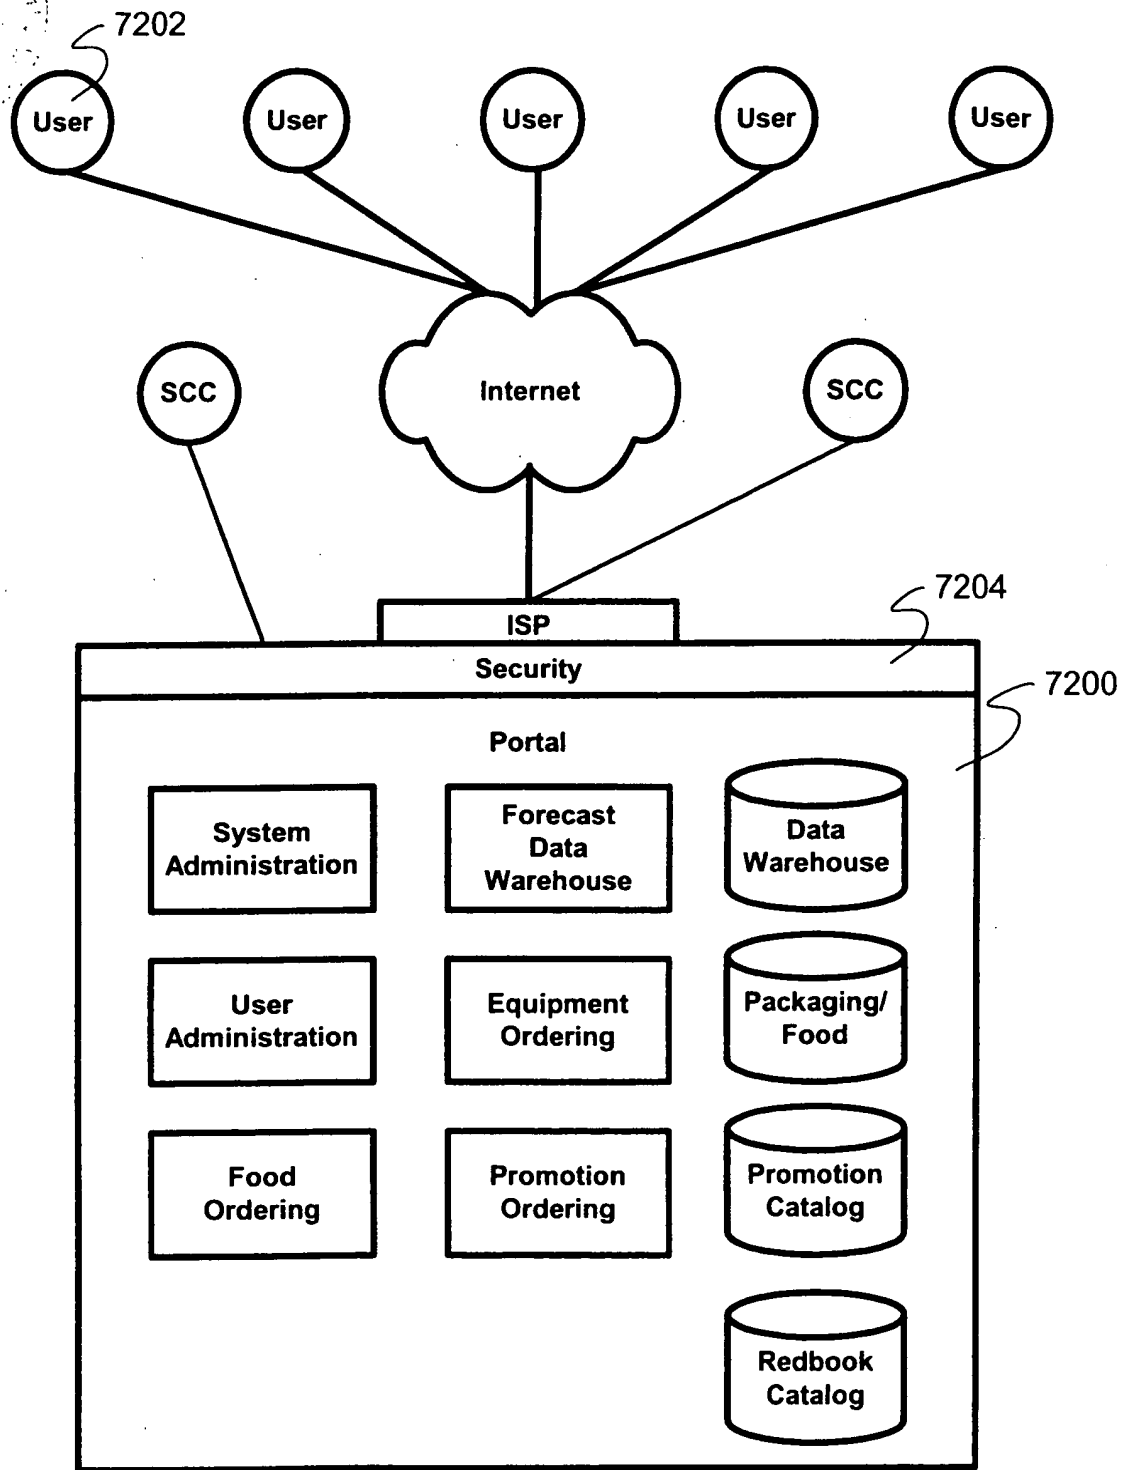 7202
User
User
User
User
User
SCC
Internet
SCC
7204
ISP
Security
7200
Portal
System
Administration
Forecast
Data
Warehouse
Data
Warehouse
User
Administration
Equipment
Ordering
Packaging/
Food
Food
Ordering
Promotion
Ordering
Promotion
Catalog
Redbook
Catalog